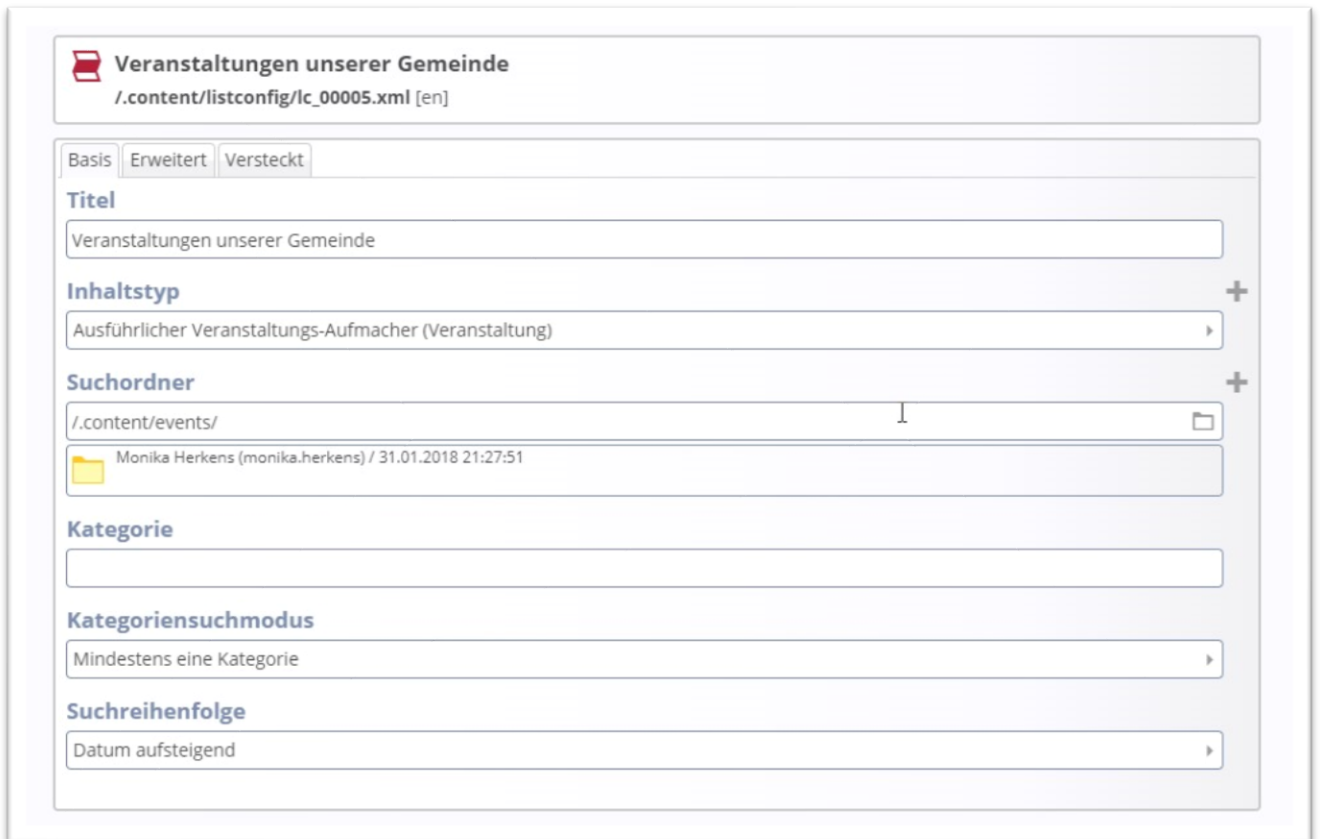 Veranstaltungen unserer Gemeinde
/.content/listconfig/lc_00005.xml [en]
Basis Erweitert Versteckt
Titel
Veranstaltungen unserer Gemeinde
Inhaltstyp
Ausführlicher Veranstaltungs-Aufmacher (Veranstaltung)
Suchordner
/.content/events/
Monika Herkens (monika.herkens) / 31.01.2018 21:27:51
Kategorie
Kategoriensuchmodus
Mindestens eine Kategorie
Suchreihenfolge
Datum aufsteigend